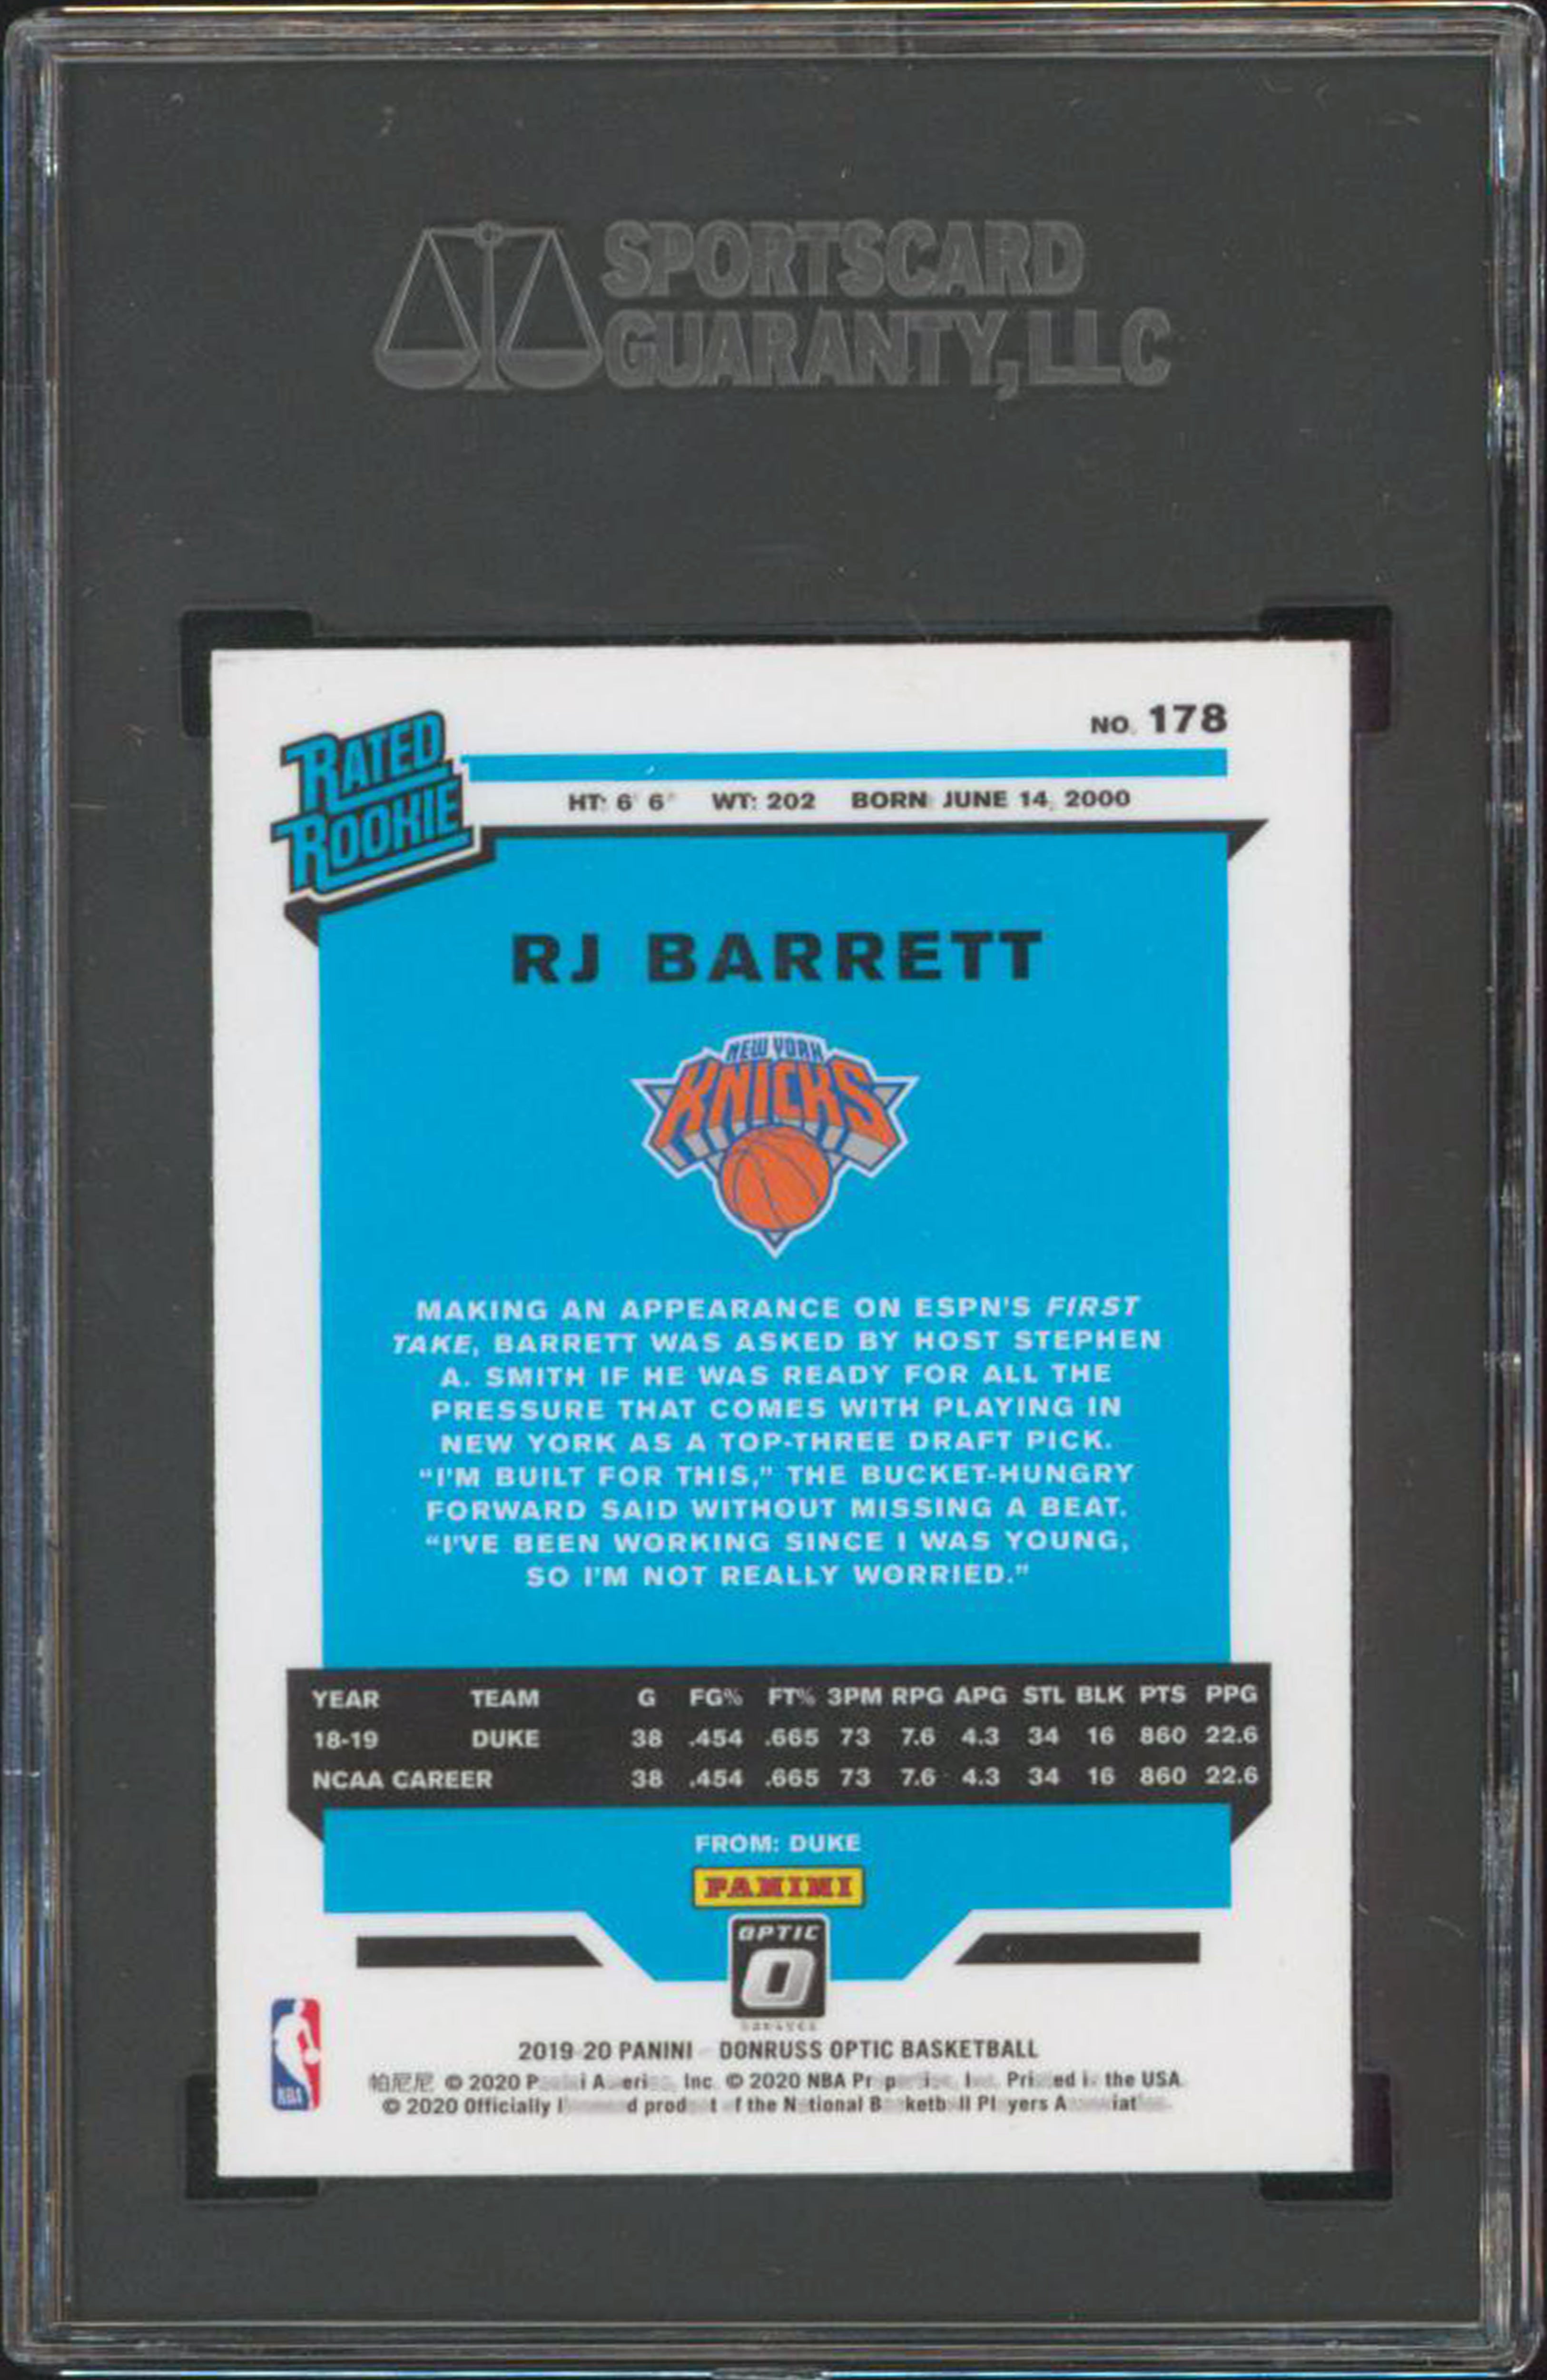 SPORTSCARD
GUARANTY, LLC
NO. 178
RATED
ROOKIE
HT: 6' 6" WT: 202 BORN: JUNE 14, 2000
RJ BARRETT
NEW YORK
KNICKS
MAKING AN APPEARANCE ON ESPN'S FIRST
TAKE, BARRETT WAS ASKED BY HOST STEPHEN
A. SMITH IF HE WAS READY FOR ALL THE
PRESSURE THAT COMES WITH PLAYING IN
NEW YORK AS A TOP-THREE DRAFT PICK.
"I'M BUILT FOR THIS," THE BUCKET-HUNGRY
FORWARD SAID WITHOUT MISSING A BEAT.
"I'VE BEEN WORKING SINCE I WAS YOUNG,
SO I'M NOT REALLY WORRIED."
YEAR TEAM G FG% FT% 3PM RPG APG STL BLK PTS PPG
18-19 DUKE 38 .454 .665 73 7.6 4.3 34 16 860 22.6
NCAA CAREER 38 .454 .665 73 7.6 4.3 34 16 860 22.6
FROM: DUKE
PANINI
OPTIC
O
2019-20 PANINI - DONRUSS OPTIC BASKETBALL
帕尼尼 © 2020 Inc. © 2020 NBA the USA.
© 2020 Officially the
NBA